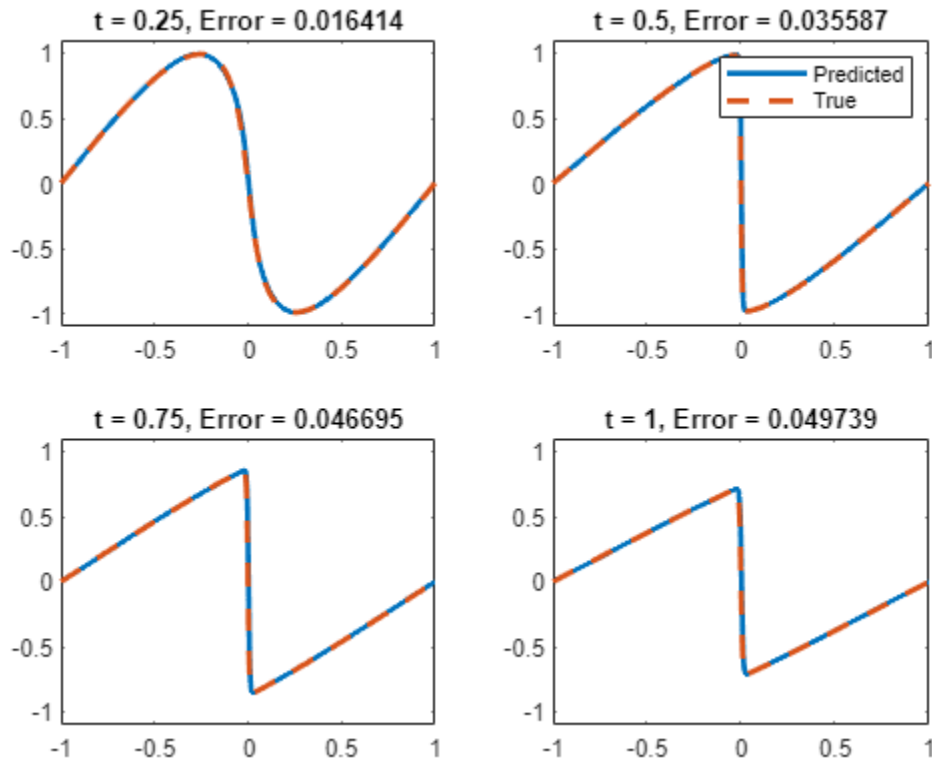 t = 0.25, Error = 0.016414
1
0.5
0
-0.5
-1
-1 -0.5 0 0.5 1
t = 0.5, Error = 0.035587
Predicted
True
1
0.5
0
-0.5
-1
-1 -0.5 0 0.5 1
t = 0.75, Error = 0.046695
1
0.5
0
-0.5
-1
-1 -0.5 0 0.5 1
t = 1, Error = 0.049739
1
0.5
0
-0.5
-1
-1 -0.5 0 0.5 1